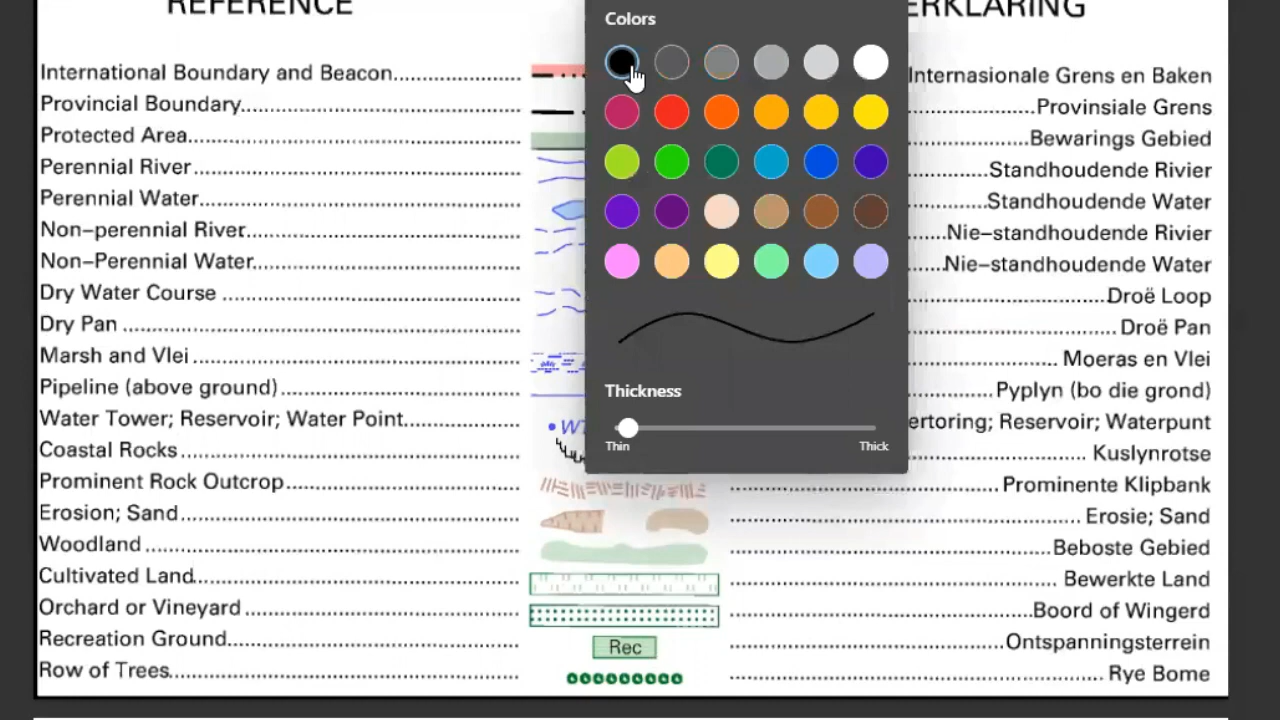 REFERENCE
Colors
International Boundary and Beacon
Internasionale Grens en Baken
Provincial Boundary
Provinsiale Grens
Protected Area
Bewarings Gebied
Perennial River
Standhoudende Rivier
Perennial Water
Standhoudende Water
Non-perennial River
Nie-standhoudende Rivier
Non-Perennial Water
Nie-standhoudende Water
Dry Water Course
Droë Loop
Dry Pan
Droë Pan
Marsh and Vlei
Moeras en Vlei
Pipeline (above ground)
Pyplyn (bo die grond)
Thickness
Water Tower; Reservoir; Water Point
ertoring; Reservoir; Waterpunt
Thin
Thick
Coastal Rocks
Kuslynrotse
Prominent Rock Outcrop
Prominente Klipbank
Erosion; Sand
Erosie; Sand
Woodland
Beboste Gebied
Cultivated Land
Bewerkte Land
Orchard or Vineyard
Boord of Wingerd
Recreation Ground
Rec
Ontspanningsterrein
Row of Trees
Rye Bome